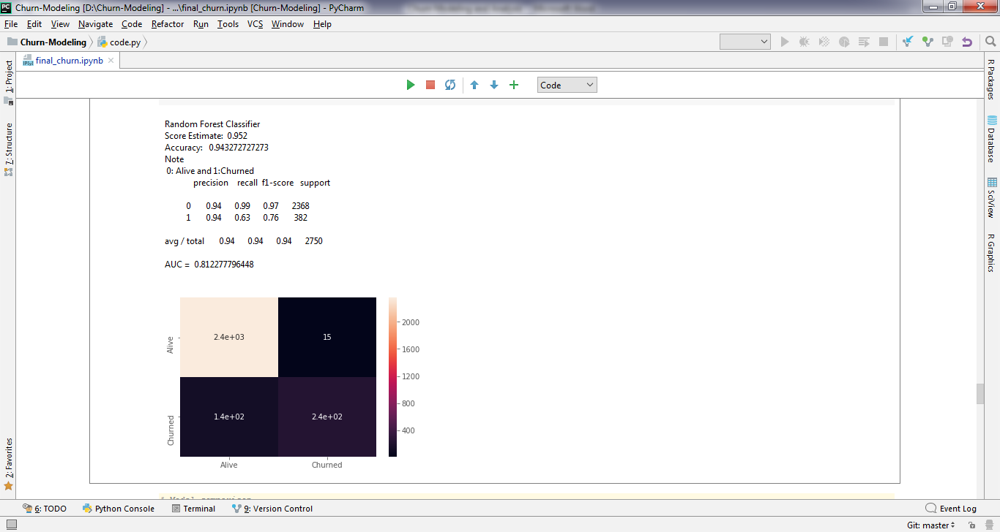 Churn-Modeling [D:\Churn-Modeling] - ...\final_churn.ipynb [Churn-Modeling] - PyCharm
File Edit View Navigate Code Refactor Run Tools VCS Window Help
Churn-Modeling code.py
final_churn.ipynb
Code
1: Project
7: Structure
2: Favorites
R Packages
Database
SciView
R Graphics
Random Forest Classifier
Score Estimate: 0.952
Accuracy: 0.943272727273
Note
0: Alive and 1:Churned
precision recall f1-score support
0 0.94 0.99 0.97 2368
1 0.94 0.63 0.76 382
avg / total 0.94 0.94 0.94 2750
AUC = 0.812277796448
Alive
2.4e+03 15
Churned
1.4e+02 2.4e+02
Alive Churned
2000
1600
1200
800
400
6: TODO Python Console Terminal 9: Version Control Event Log
Git: master